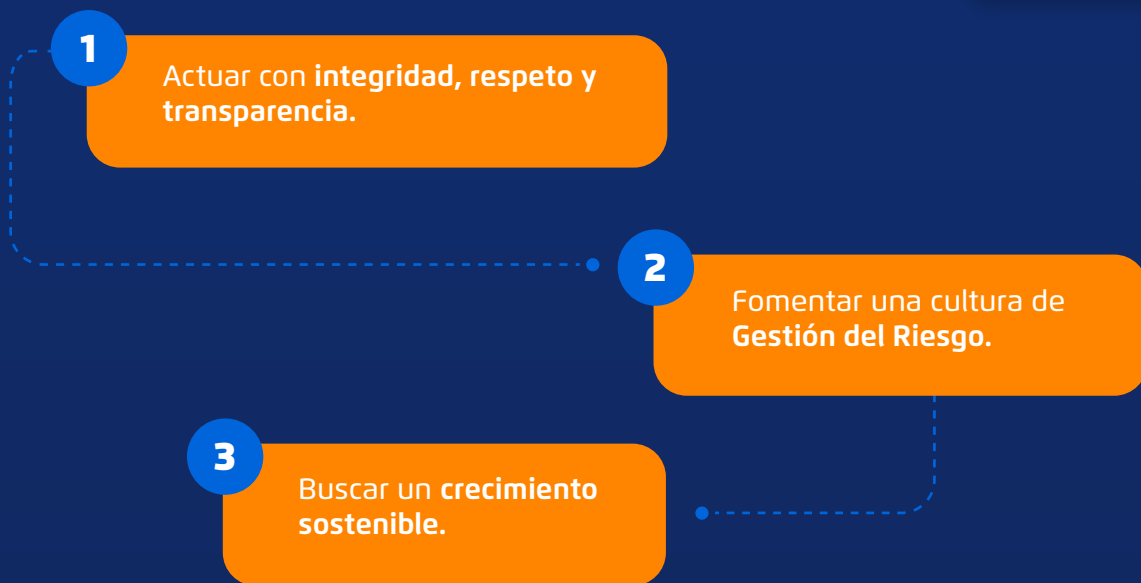 1
Actuar con integridad, respeto y
transparencia.
2
Fomentar una cultura de
Gestión del Riesgo.
3
Buscar un crecimiento
sostenible.